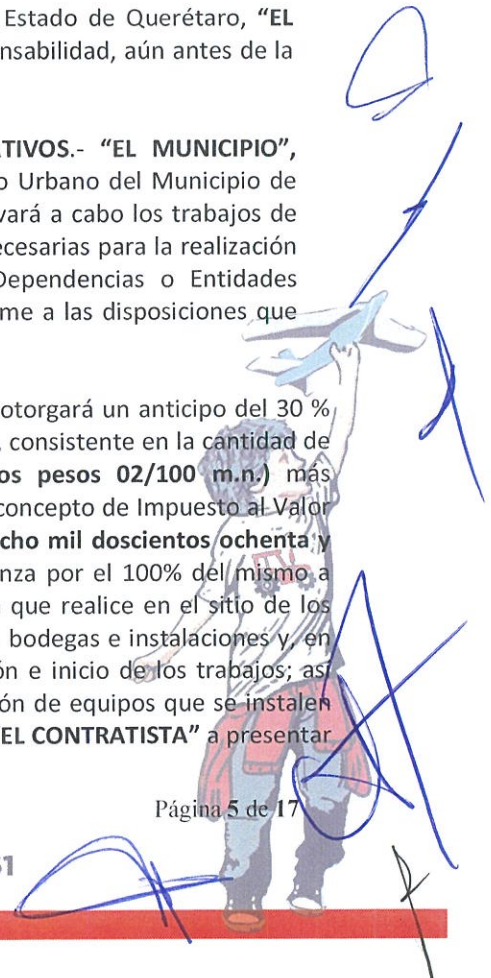 Estado de Querétaro, "EL
nsabilidad, aún antes de la
ATIVOS.- "EL MUNICIPIO",
o Urbano del Municipio de
vará a cabo los trabajos de
ecesarias para la realización
Dependencias o Entidades
me a las disposiciones que
otorgará un anticipo del 30 %
, consistente en la cantidad de
os pesos 02/100 m.n.) más
concepto de Impuesto al Valor
cho mil doscientos ochenta y
nza por el 100% del mismo a
que realice en el sitio de los
bodegas e instalaciones y, en
ón e inicio de los trabajos; así
ón de equipos que se instalen
EL CONTRATISTA" a presentar
Página 5 de 17
51